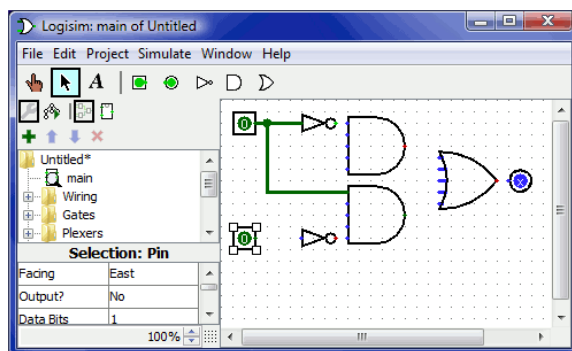 Logisim: main of Untitled
File Edit Project Simulate Window Help
A
Untitled*
main
Wiring
Gates
Plexers
Selection: Pin
Facing East
Output? No
Data Bits 1
100%
0
0
x